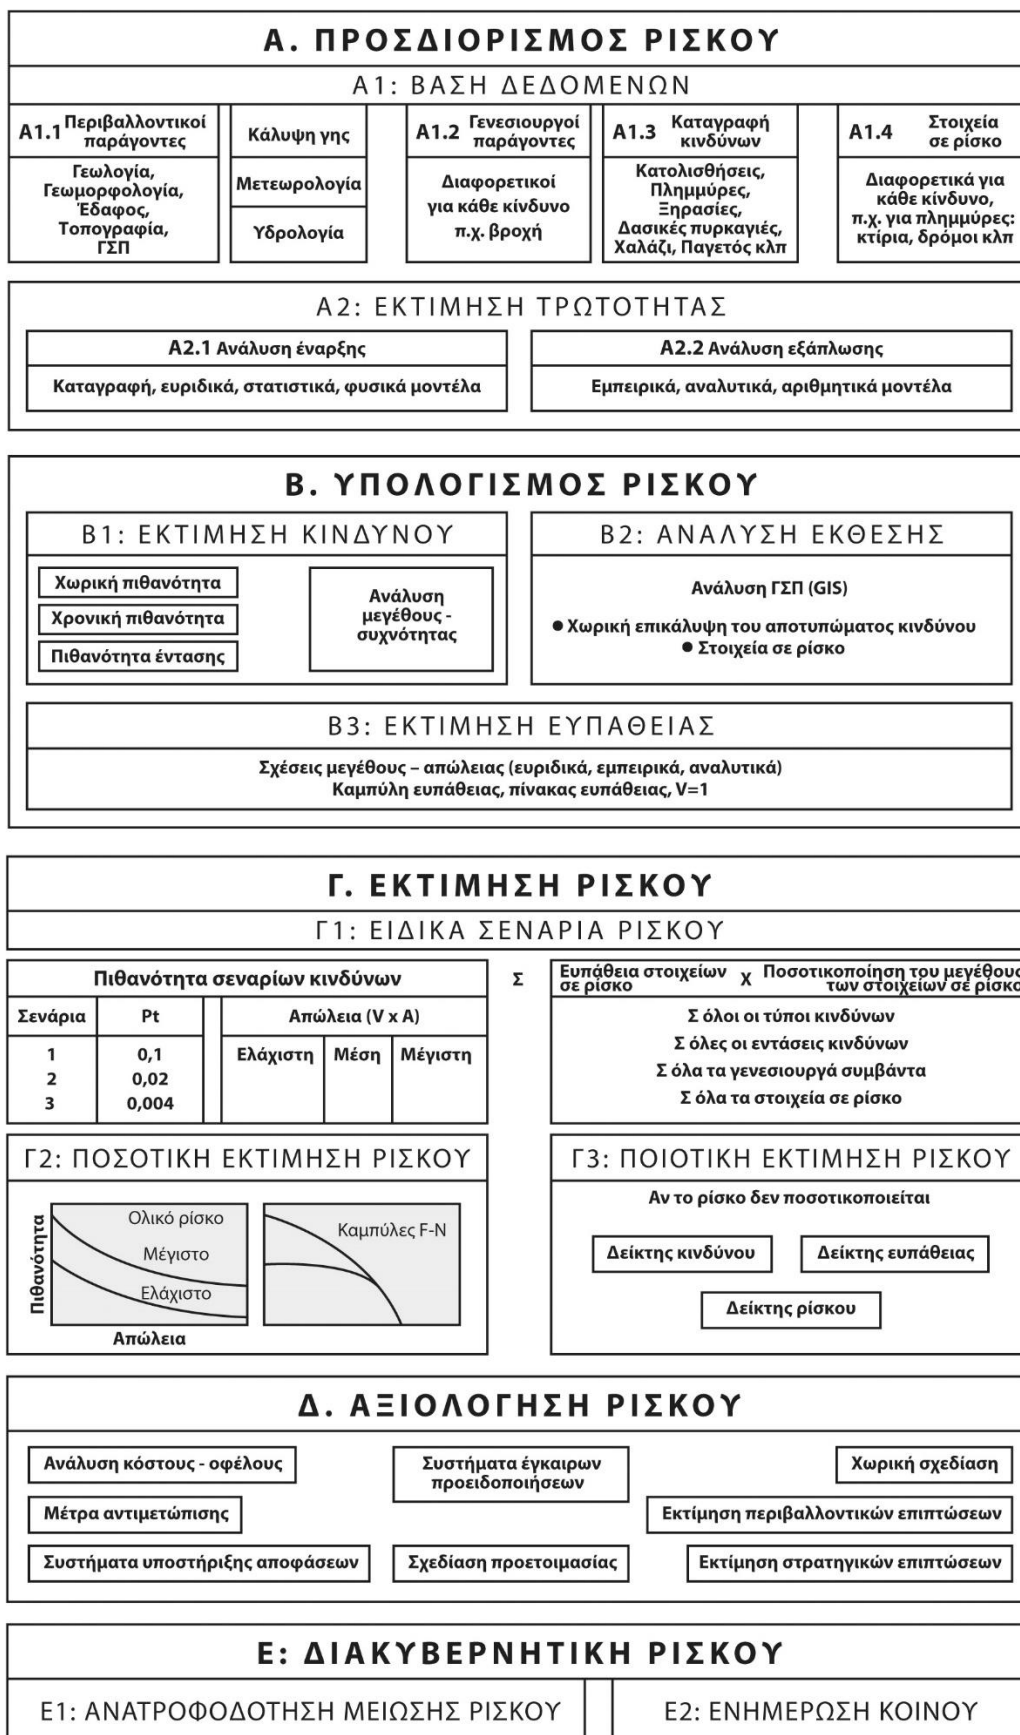 Α. ΠΡΟΣΔΙΟΡΙΣΜΟΣ ΡΙΣΚΟΥ
Α1: ΒΑΣΗ ΔΕΔΟΜΕΝΩΝ
Α1.1 Περιβαλλοντικοί
παράγοντες
Γεωλογία,
Γεωμορφολογία,
Έδαφος,
Τοπογραφία,
ΓΣΠ
Κάλυψη γης
Μετεωρολογία
Υδρολογία
Α1.2 Γενεσιουργοί
παράγοντες
Διαφορετικοί
για κάθε κίνδυνο
π.χ. βροχή
Α1.3 Καταγραφή
κινδύνων
Κατολισθήσεις,
Πλημμύρες,
Ξηρασίες,
Δασικές πυρκαγιές,
Χαλάζι, Παγετός κλπ
Α1.4 Στοιχεία
σε ρίσκο
Διαφορετικά για
κάθε κίνδυνο,
π.χ. για πλημμύρες:
κτίρια, δρόμοι κλπ
Α2: ΕΚΤΙΜΗΣΗ ΤΡΩΤΟΤΗΤΑΣ
Α2.1 Ανάλυση έναρξης
Καταγραφή, ευριδικά, στατιστικά, φυσικά μοντέλα
Α2.2 Ανάλυση εξάπλωσης
Εμπειρικά, αναλυτικά, αριθμητικά μοντέλα
Β. ΥΠΟΛΟΓΙΣΜΟΣ ΡΙΣΚΟΥ
Β1: ΕΚΤΙΜΗΣΗ ΚΙΝΔΥΝΟΥ
Χωρική πιθανότητα
Χρονική πιθανότητα
Πιθανότητα έντασης
Ανάλυση
μεγέθους -
συχνότητας
Β2: ΑΝΑΛΥΣΗ ΕΚΘΕΣΗΣ
Ανάλυση ΓΣΠ (GIS)
● Χωρική επικάλυψη του αποτυπώματος κινδύνου
● Στοιχεία σε ρίσκο
Β3: ΕΚΤΙΜΗΣΗ ΕΥΠΑΘΕΙΑΣ
Σχέσεις μεγέθους – απώλειας (ευριδικά, εμπειρικά, αναλυτικά)
Καμπύλη ευπάθειας, πίνακας ευπάθειας, V=1
Γ. ΕΚΤΙΜΗΣΗ ΡΙΣΚΟΥ
Γ1: ΕΙΔΙΚΑ ΣΕΝΑΡΙΑ ΡΙΣΚΟΥ
Πιθανότητα σεναρίων κινδύνων
Σενάρια Pt Απώλεια (V x A)
Ελάχιστη Μέση Μέγιστη
1 0,1
2 0,02
3 0,004
Σ
Ευπάθεια στοιχείων
σε ρίσκο
X
Ποσοτικοποίηση του μεγέθους
των στοιχείων σε ρίσκο
Σ όλοι οι τύποι κινδύνων
Σ όλες οι εντάσεις κινδύνων
Σ όλα τα γενεσιουργά συμβάντα
Σ όλα τα στοιχεία σε ρίσκο
Γ2: ΠΟΣΟΤΙΚΗ ΕΚΤΙΜΗΣΗ ΡΙΣΚΟΥ
Πιθανότητα
Ολικό ρίσκο
Μέγιστο
Ελάχιστο
Απώλεια
Καμπύλες F-N
Γ3: ΠΟΙΟΤΙΚΗ ΕΚΤΙΜΗΣΗ ΡΙΣΚΟΥ
Αν το ρίσκο δεν ποσοτικοποιείται
Δείκτης κινδύνου
Δείκτης ευπάθειας
Δείκτης ρίσκου
Δ. ΑΞΙΟΛΟΓΗΣΗ ΡΙΣΚΟΥ
Ανάλυση κόστους - οφέλους
Μέτρα αντιμετώπισης
Συστήματα υποστήριξης αποφάσεων
Συστήματα έγκαιρων
προειδοποιήσεων
Σχεδίαση προετοιμασίας
Χωρική σχεδίαση
Εκτίμηση περιβαλλοντικών επιπτώσεων
Εκτίμηση στρατηγικών επιπτώσεων
Ε: ΔΙΑΚΥΒΕΡΝΗΤΙΚΗ ΡΙΣΚΟΥ
Ε1: ΑΝΑΤΡΟΦΟΔΟΤΗΣΗ ΜΕΙΩΣΗΣ ΡΙΣΚΟΥ
Ε2: ΕΝΗΜΕΡΩΣΗ ΚΟΙΝΟΥ